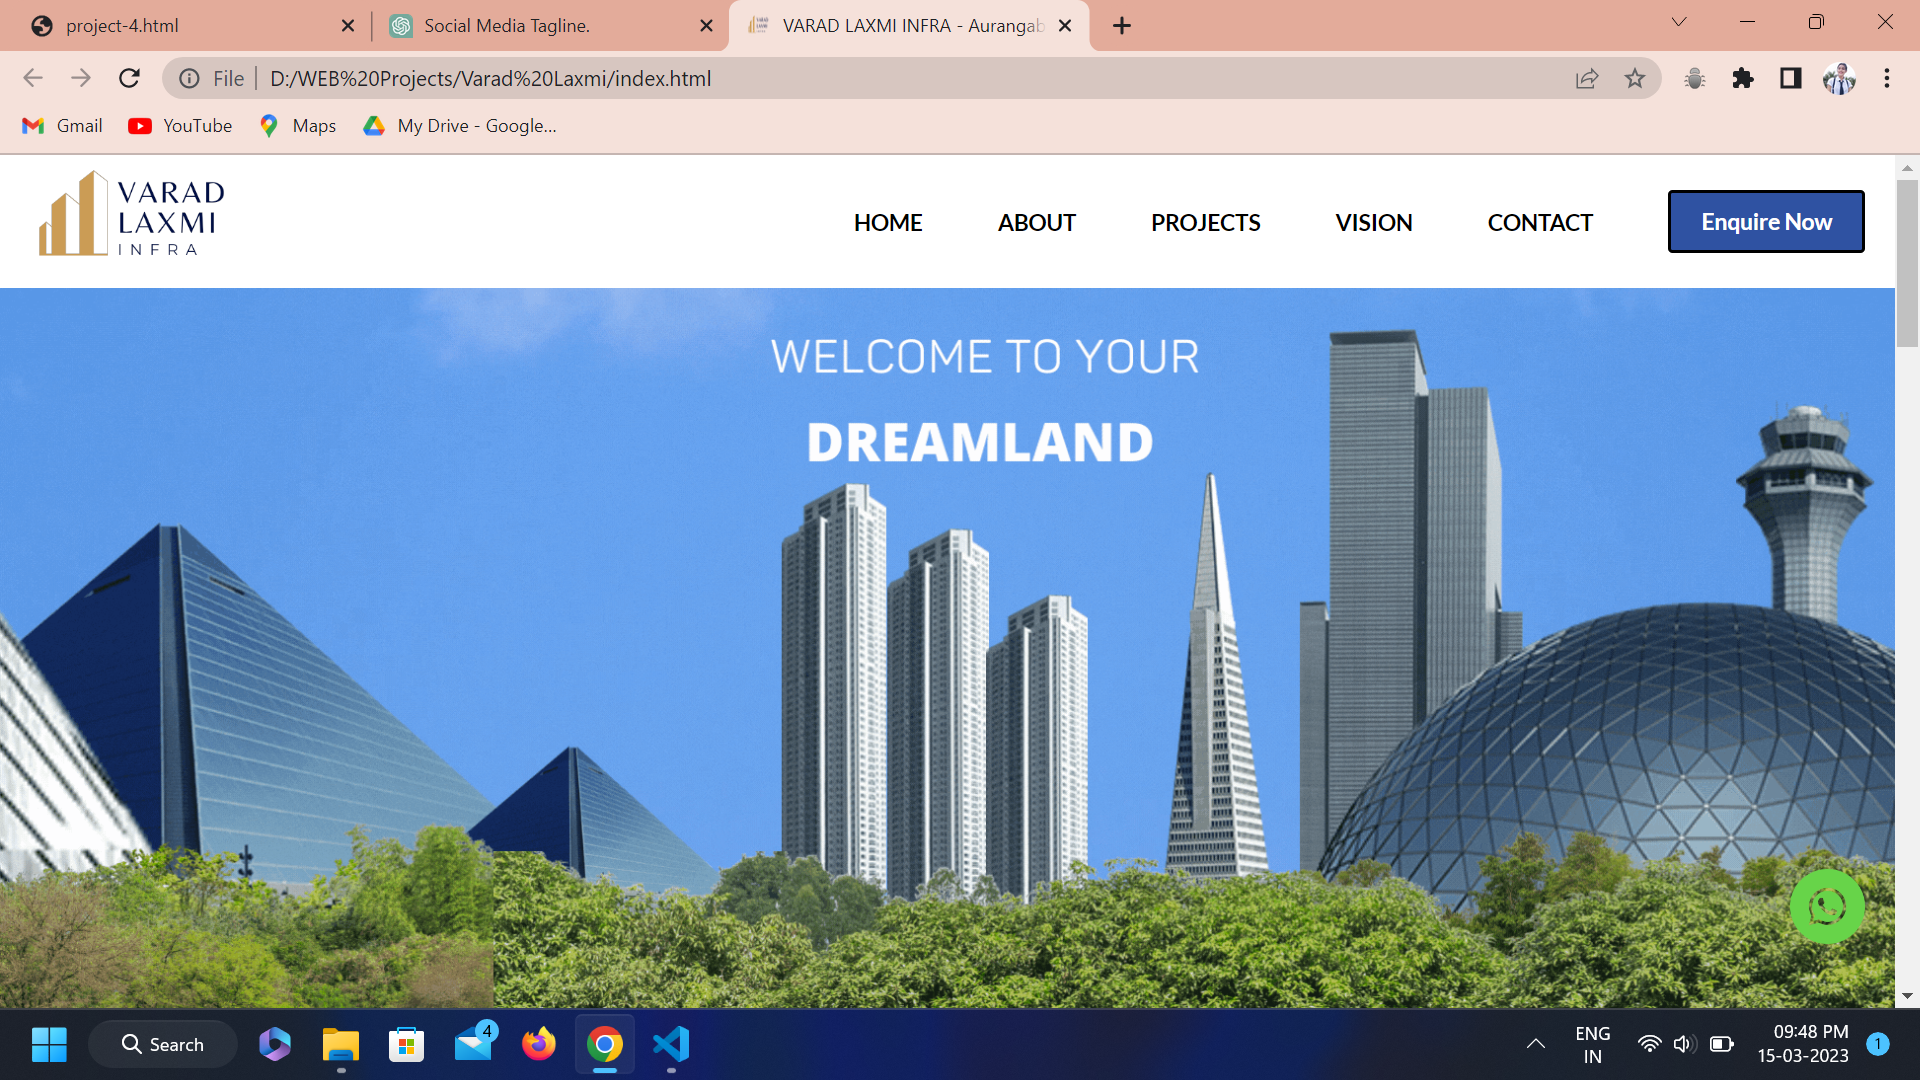 project-4.html
Social Media Tagline.
VARAD LAXMI INFRA - Aurangab
File
D:/WEB%20Projects/Varad%20Laxmi/index.html
Gmail
YouTube
Maps
My Drive - Google...
VARAD
LAXMI
INFRA
HOME
ABOUT
PROJECTS
VISION
CONTACT
Enquire Now
WELCOME TO YOUR
DREAMLAND
Search
4
ENG
IN
09:48 PM
15-03-2023
1